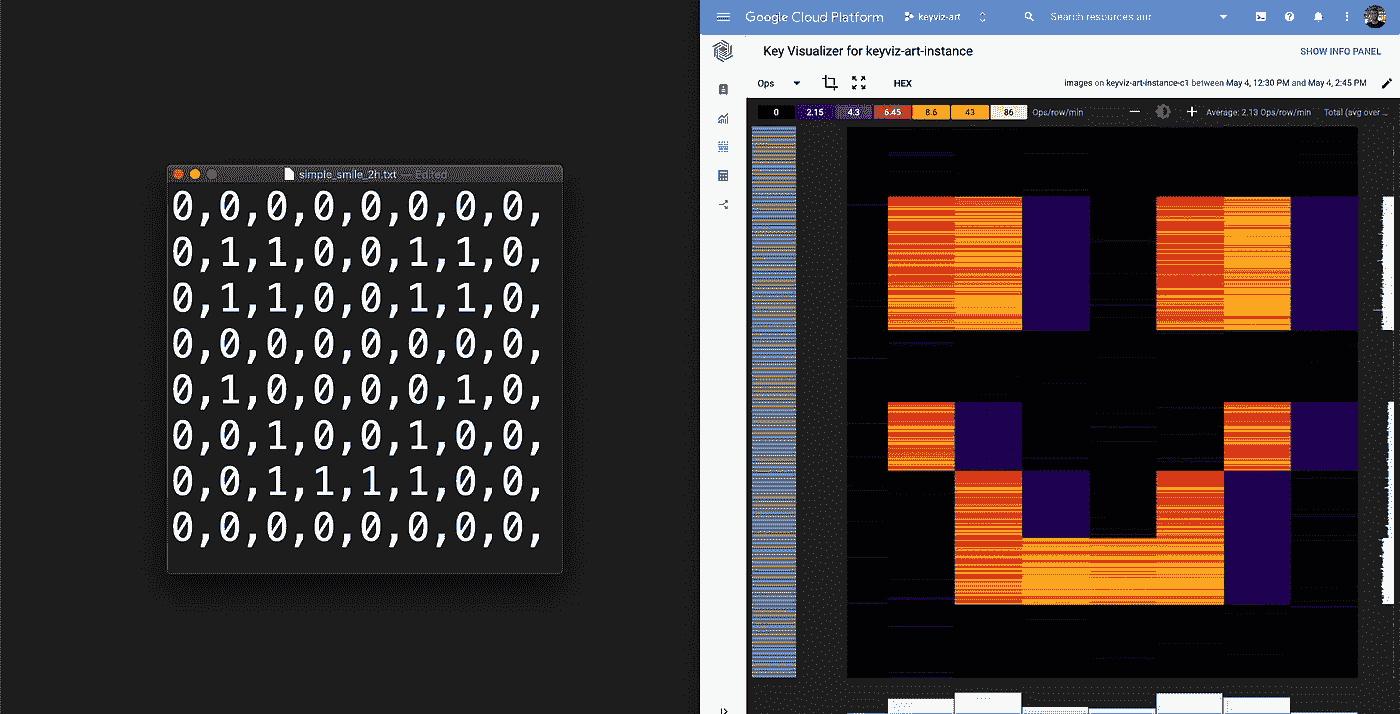 simple_smile_2h.txt — Edited
0,0,0,0,0,0,0,0,
0,1,1,0,0,1,1,0,
0,1,1,0,0,1,1,0,
0,0,0,0,0,0,0,0,
0,1,0,0,0,0,1,0,
0,0,1,0,0,1,0,0,
0,0,1,1,1,1,0,0,
0,0,0,0,0,0,0,0,
Google Cloud Platform keyviz-art Search resources anr
Key Visualizer for keyviz-art-instance SHOW INFO PANEL
Ops HEX images on keyviz-art-instance-c1 between May 4, 12:30 PM and May 4, 2:45 PM
0 2.15 4.3 6.45 8.6 43 86 Ops/row/min Average: 2.13 Ops/row/min Total (avg over ...